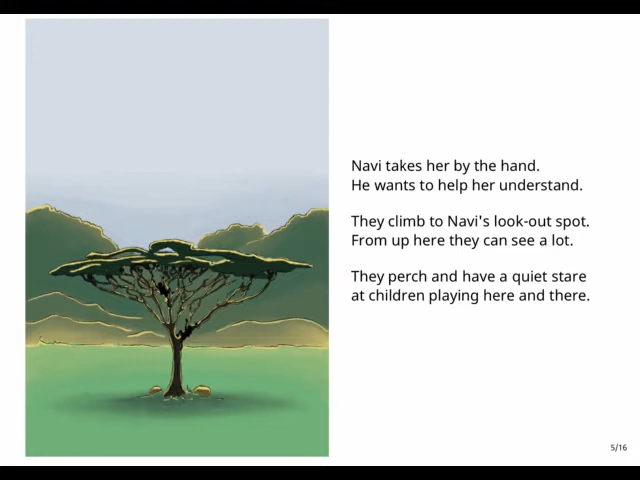 Navi takes her by the hand.
He wants to help her understand.
They climb to Navi's look-out spot.
From up here they can see a lot.
They perch and have a quiet stare
at children playing here and there.
5/16